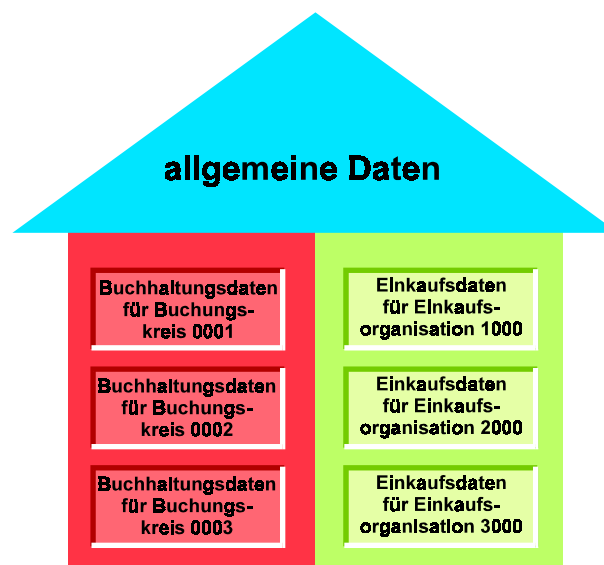 allgemeine Daten
Buchhaltungsdaten
für Buchungs-
kreis 0001
Buchhaltungsdaten
für Buchungs-
kreis 0002
Buchhaltungsdaten
für Buchungs-
kreis 0003
EInkaufsdaten
für EInkaufs-
organisation 1000
Einkaufsdaten
für Einkaufs-
organisation 2000
Einkaufsdaten
für Einkaufs-
organIsation 3000